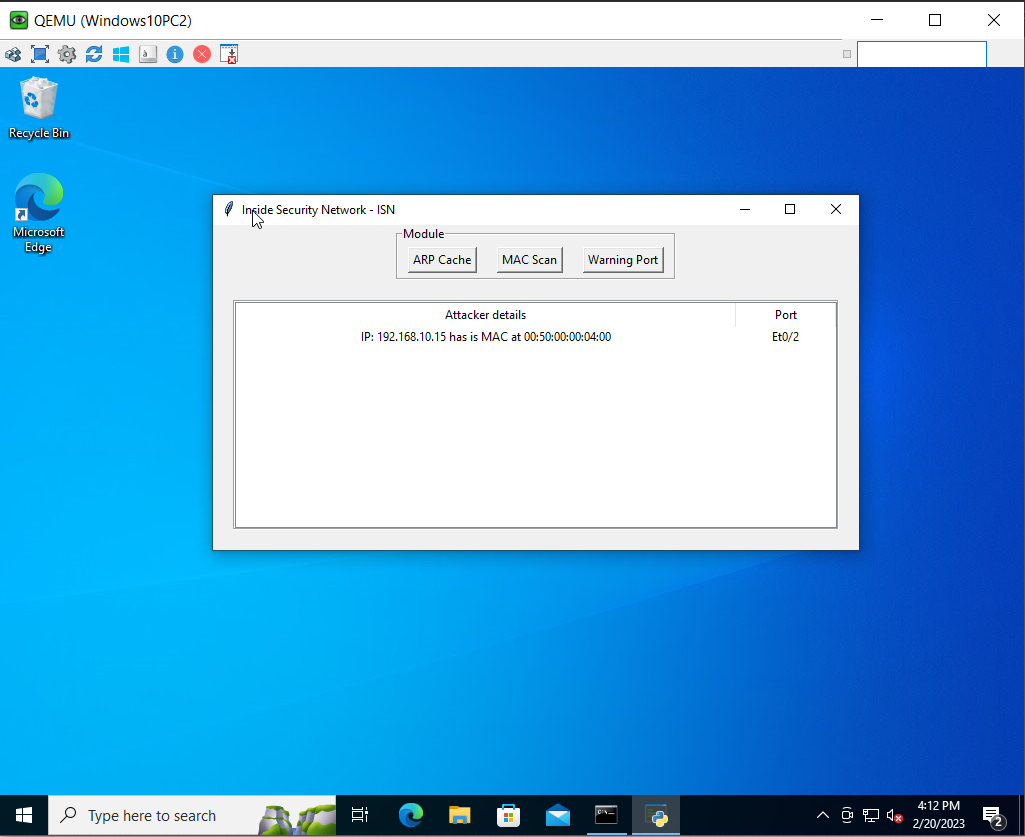 QEMU (Windows10PC2)
Recycle Bin
Microsoft
Edge
Inside Security Network - ISN
Module
ARP Cache
MAC Scan
Warning Port
Attacker details
Port
IP: 192.168.10.15 has is MAC at 00:50:00:00:04:00
Et0/2
Type here to search
4:12 PM
2/20/2023
2